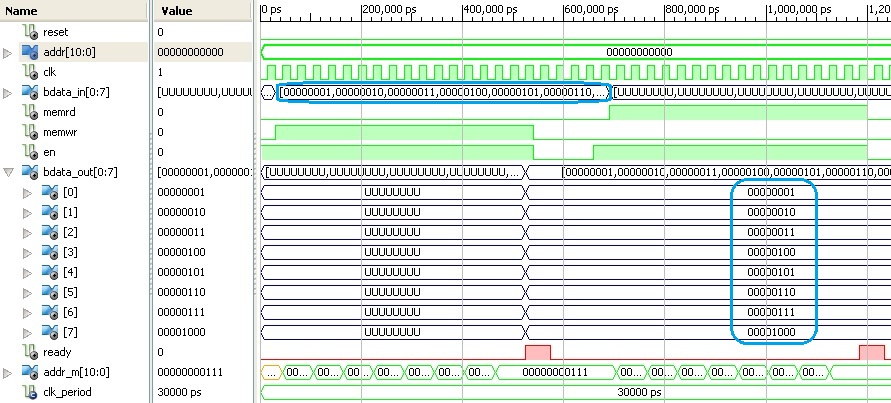 Name Value 0 ps 200,000 ps 400,000 ps 600,000 ps 800,000 ps 1,000,000 ps 1,20
reset 0
addr[10:0] 00000000000 00000000000
clk 1
bdata_in[0:7] [UUUUUUUU,UUUUU ... [00000001,00000010,00000011,00000100,00000101,00000110,... [UUUUUUUU,UUUUUUUU,UUUUUUUU,UUUUUUUU,UUUUU
memrd 0
memwr 0
en 0
bdata_out[0:7] [00000001,000000 [UUUUUUUU,UUUUUUUU,UUUUUUUU,UUUUUUUU,... [00000001,00000010,00000011,00000100,00000101,00000110,000
[0] 00000001 UUUUUUUU 00000001
[1] 00000010 UUUUUUUU 00000010
[2] 00000011 UUUUUUUU 00000011
[3] 00000100 UUUUUUUU 00000100
[4] 00000101 UUUUUUUU 00000101
[5] 00000110 UUUUUUUU 00000110
[6] 00000111 UUUUUUUU 00000111
[7] 00001000 UUUUUUUU 00001000
ready 0
addr_m[10:0] 00000000111 ... 00... 00... 00... 00... 00... 00... 00... 00000000111 00... 00... 00... 00... 00... 00... 00...
clk_period 30000 ps 30000 ps